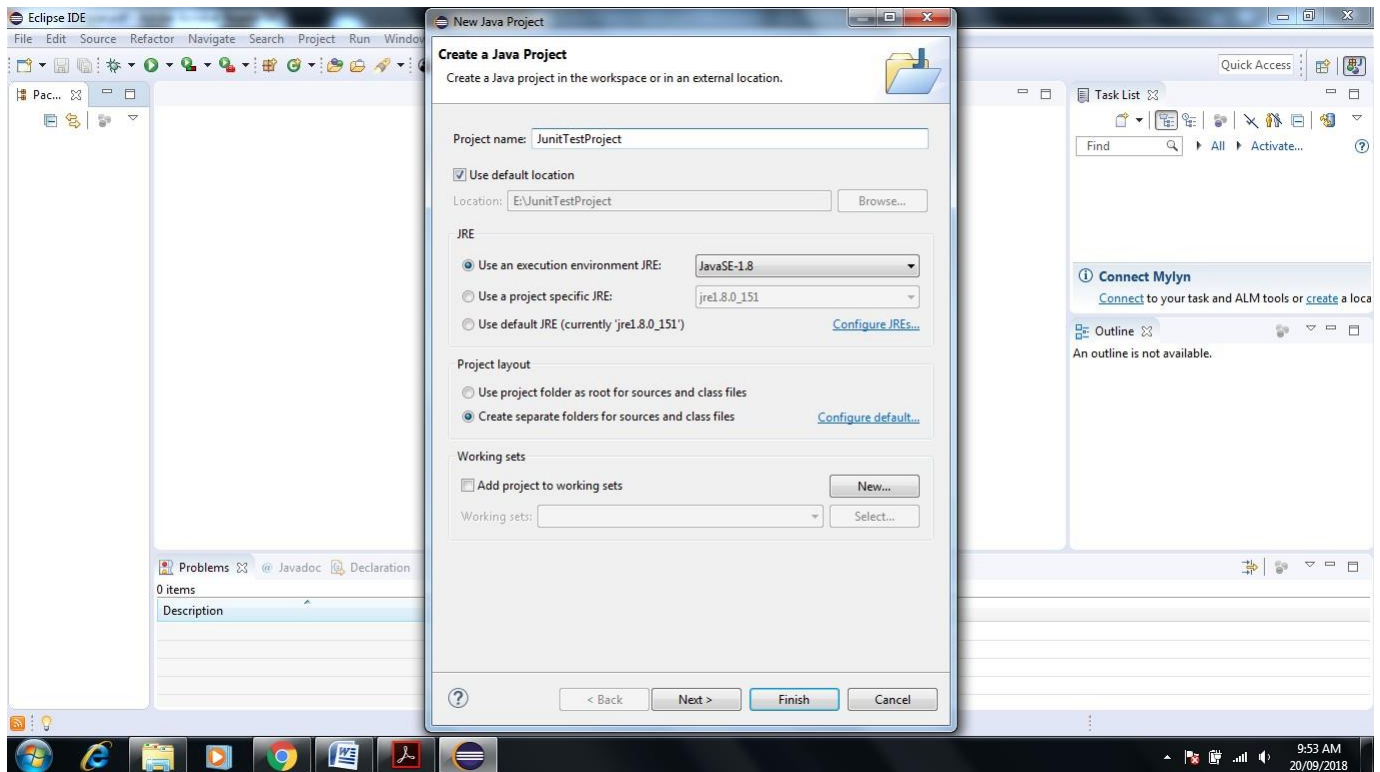 Eclipse IDE
File Edit Source Refactor Navigate Search Project Run Window
Quick Access
Pac...
Task List
Find
All
Activate...
Connect Mylyn
Connect to your task and ALM tools or create a loca
Outline
An outline is not available.
New Java Project
Create a Java Project
Create a Java project in the workspace or in an external location.
Project name: JunitTestProject
Use default location
Location: E:\JunitTestProject
Browse...
JRE
Use an execution environment JRE: JavaSE-1.8
Use a project specific JRE: jre1.8.0_151
Use default JRE (currently 'jre1.8.0_151')
Configure JREs...
Project layout
Use project folder as root for sources and class files
Create separate folders for sources and class files
Configure default...
Working sets
Add project to working sets
New...
Working sets:
Select...
< Back
Next >
Finish
Cancel
Problems
@ Javadoc
Declaration
0 items
Description
9:53 AM
20/09/2018